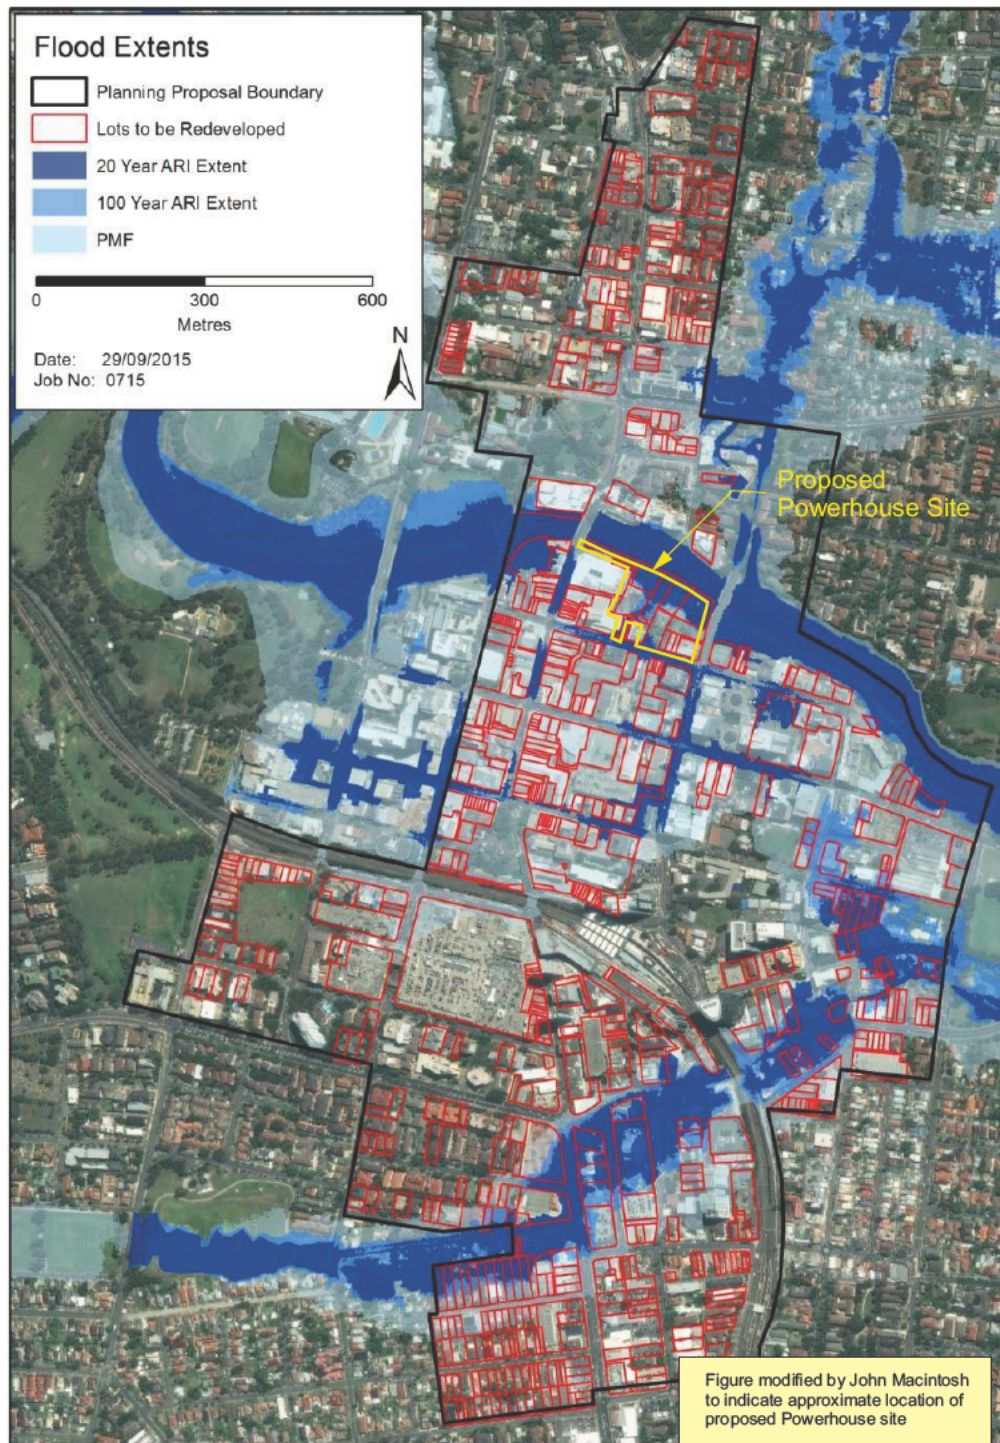 Flood Extents
Planning Proposal Boundary
Lots to be Redeveloped
20 Year ARI Extent
100 Year ARI Extent
PMF
0 300 600
Metres
N
Date: 29/09/2015
Job No: 0715
Proposed
Powerhouse Site
Figure modified by John Macintosh
to indicate approximate location of
proposed Powerhouse site